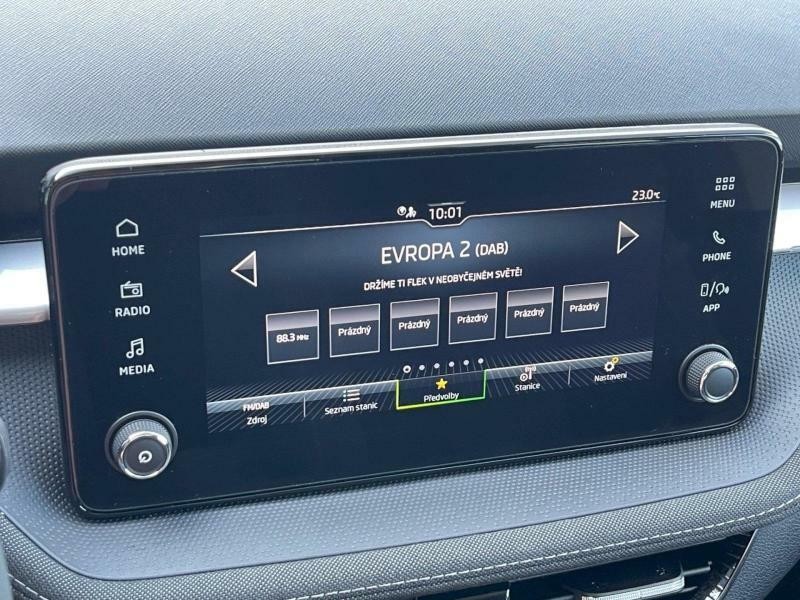 10:01
23.0°C
HOME
RADIO
MEDIA
EVROPA 2 (DAB)
DRŽÍME TI FLEK V NEOBYČEJNÉM SVĚTĚ!
88.3 MHz
Prázdný
Prázdný
Prázdný
Prázdný
Prázdný
FM/DAB
Zdroj
Seznam stanic
Předvolby
Stanice
Nastavení
MENU
PHONE
APP